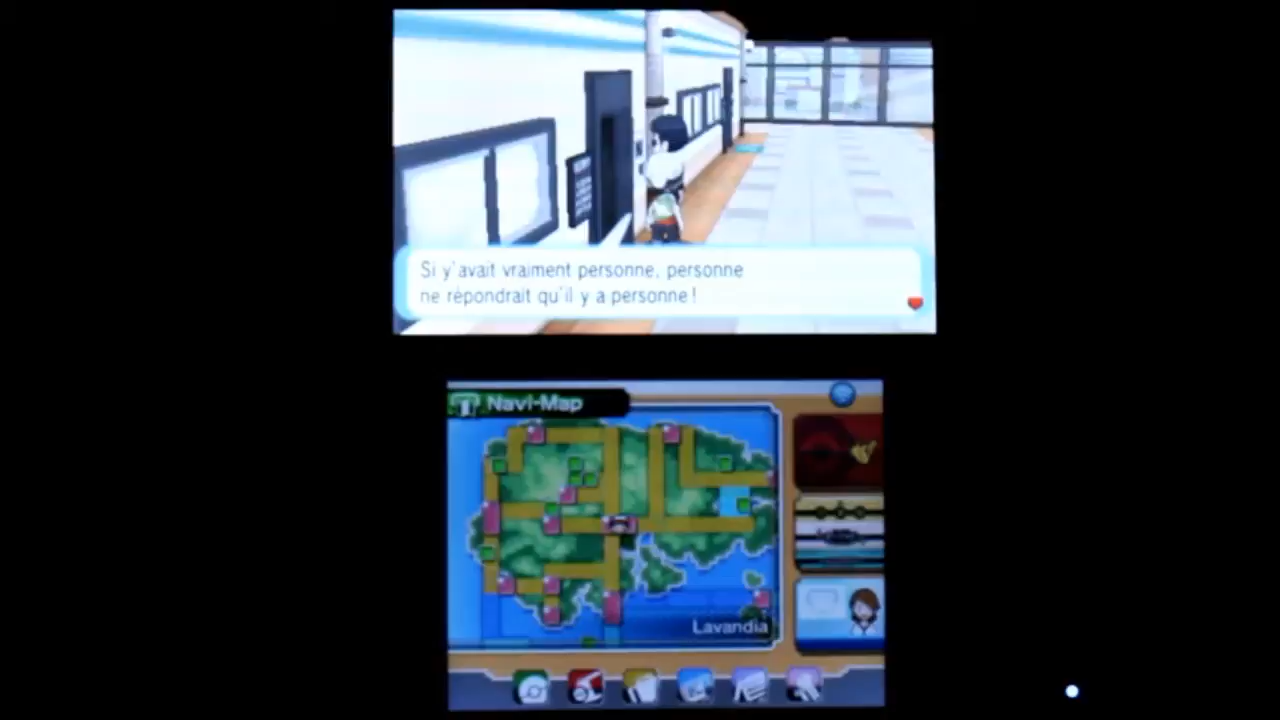 Si y'avait vraiment personne, personne
ne répondrait qu'il y a personne !
Navi-Map
Lavandia